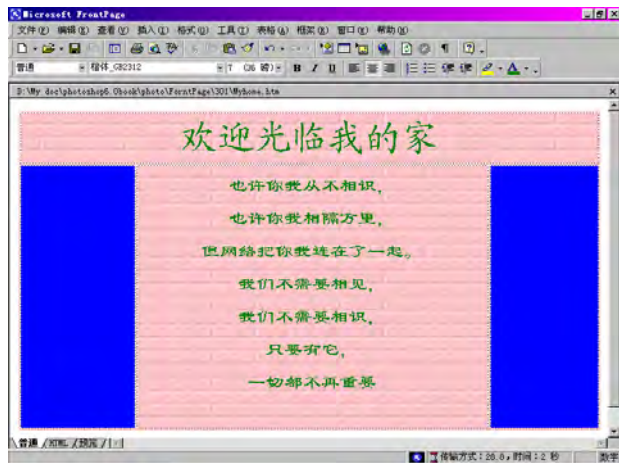 Microsoft FrontPage
文件(F) 编辑(E) 查看(V) 插入(I) 格式(O) 工具(T) 表格(A) 框架(R) 窗口(W) 帮助(H)
普通 楷体_GB2312 7 (36 磅) B I U
D:\My doc\photoshop6.0book\photo\ForntPage\301\Myhome.htm
欢迎光临我的家
也许你我从不相识,
也许你我相隔万里,
但网络把你我连在了一起。
我们不需要相见,
我们不需要相识,
只要有它,
一切都不再重要
普通 HTML 预览
传输方式:28.8,时间:2 秒 数字